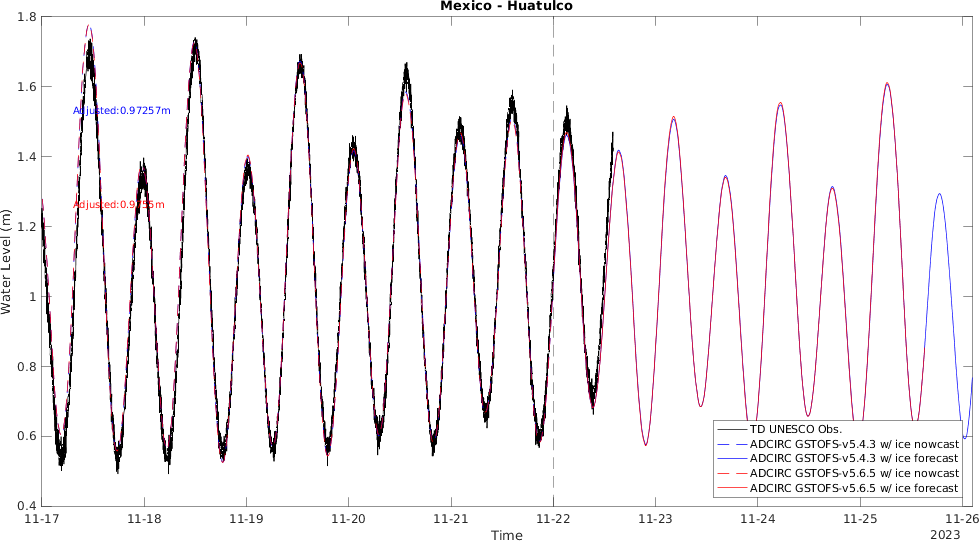 Mexico - Huatulco
1.8
1.6
1.4
1.2
1
0.8
0.6
0.4
Water Level (m)
Adjusted:0.97257m
Adjusted:0.9755m
TD UNESCO Obs.
ADCIRC GSTOFS-v5.4.3 w/ ice nowcast
ADCIRC GSTOFS-v5.4.3 w/ ice forecast
ADCIRC GSTOFS-v5.6.5 w/ ice nowcast
ADCIRC GSTOFS-v5.6.5 w/ ice forecast
11-17 11-18 11-19 11-20 11-21 11-22 11-23 11-24 11-25 11-26
Time
2023